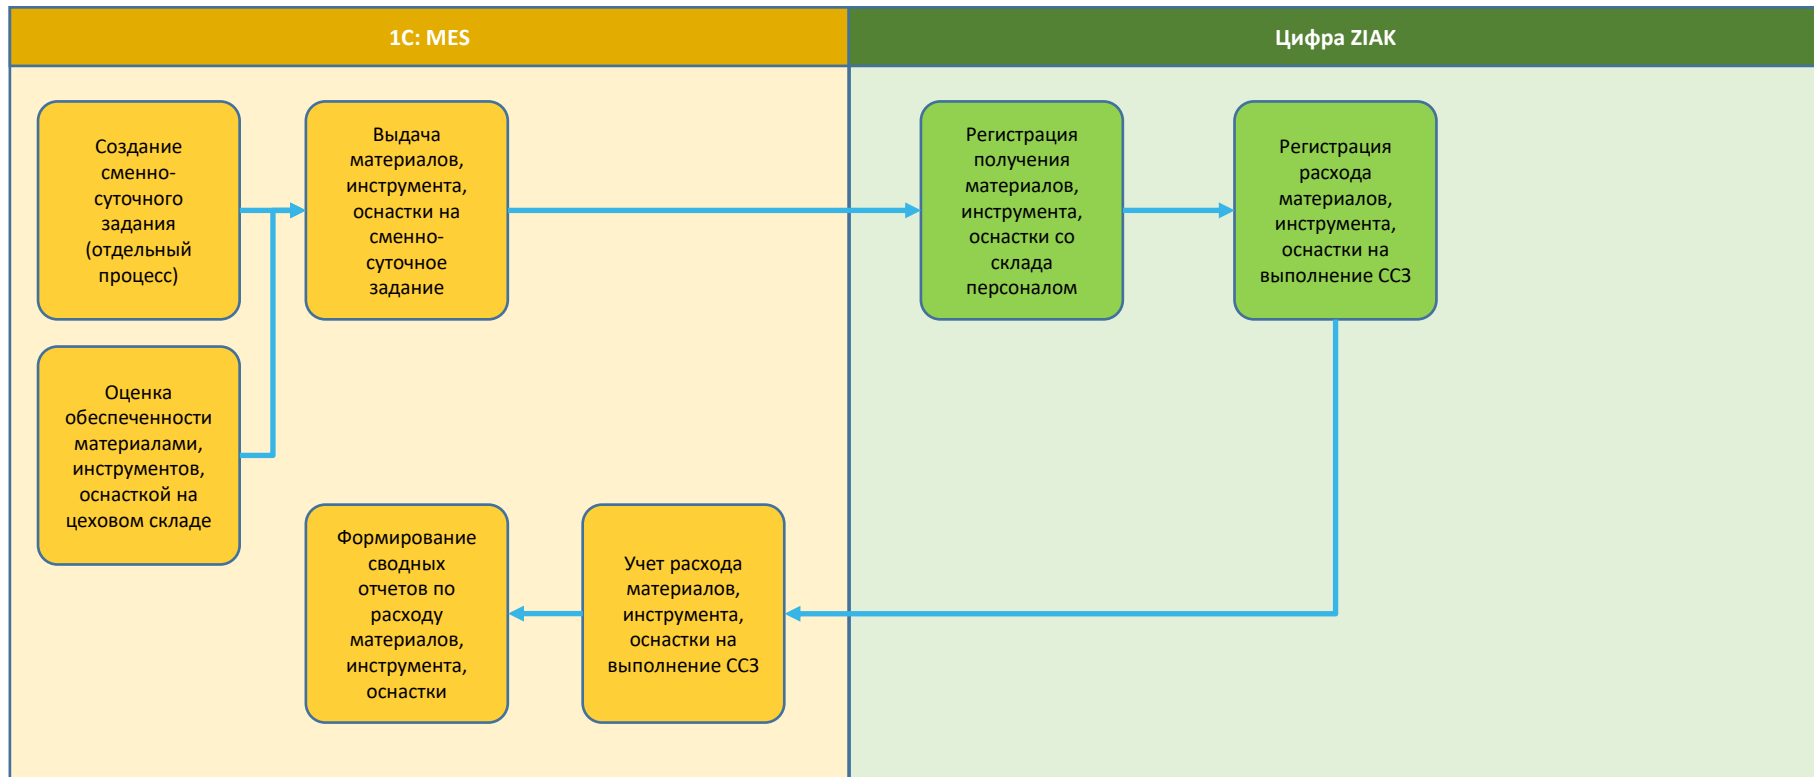 1С: MES
Цифра ZIAK
Создание
сменно-
суточного
задания
(отдельный
процесс)
Выдача
материалов,
инструмента,
оснастки на
сменно-
суточное
задание
Регистрация
получения
материалов,
инструмента,
оснастки со
склада
персоналом
Регистрация
расхода
материалов,
инструмента,
оснастки на
выполнение ССЗ
Оценка
обеспеченности
материалами,
инструментов,
оснасткой на
цеховом складе
Формирование
сводных
отчетов по
расходу
материалов,
инструмента,
оснастки
Учет расхода
материалов,
инструмента,
оснастки на
выполнение ССЗ